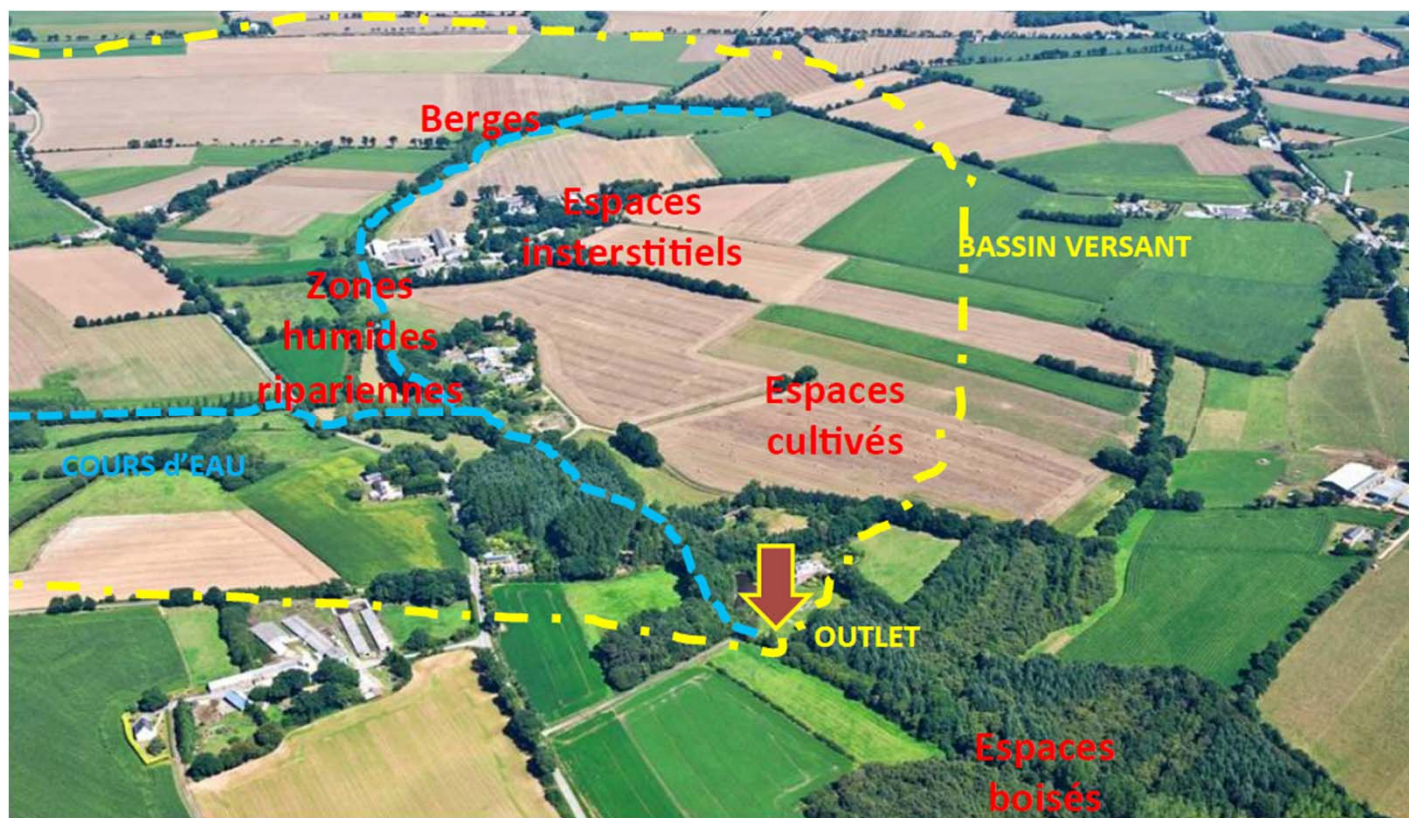 Berges
Espaces
insterstitiels
BASSIN VERSANT
Zones
humides
ripariennes
Espaces
cultivés
COURS d'EAU
OUTLET
Espaces
boisés